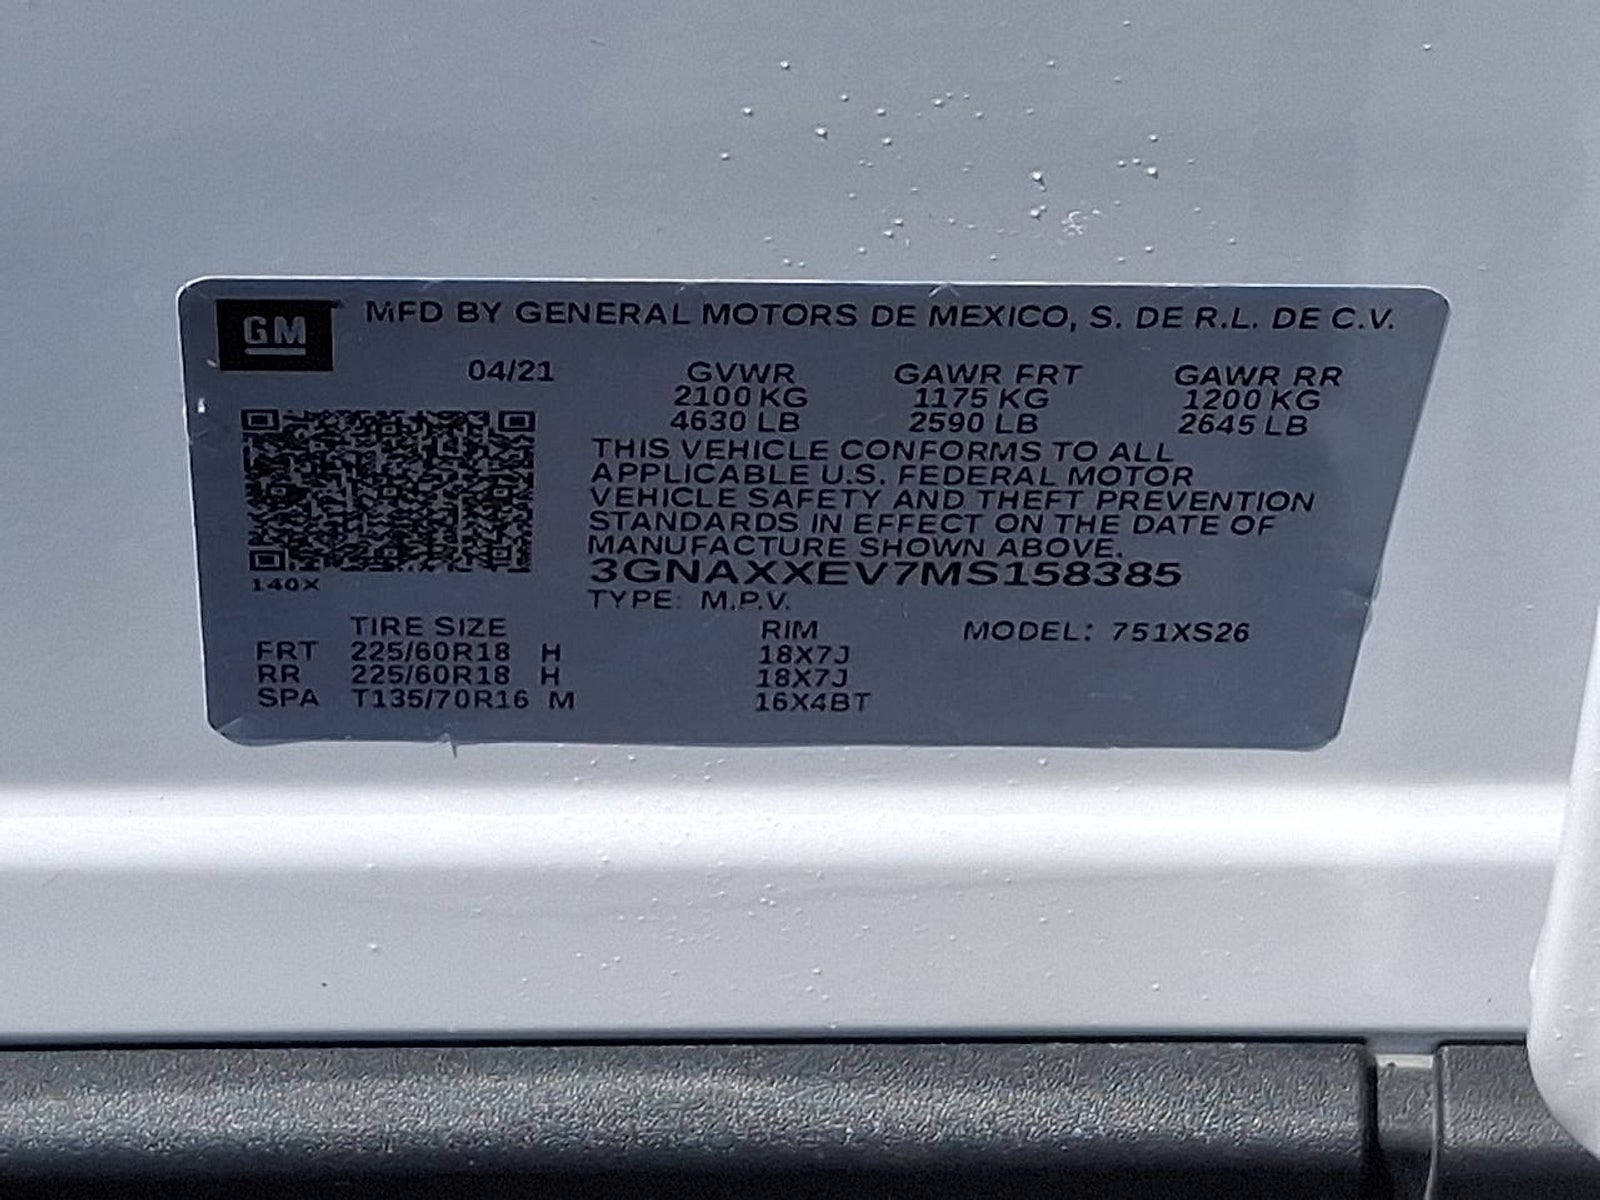 GM MFD BY GENERAL MOTORS DE MEXICO, S. DE R.L. DE C.V.
04/21 GVWR GAWR FRT GAWR RR
2100 KG 1175 KG 1200 KG
4630 LB 2590 LB 2645 LB
THIS VEHICLE CONFORMS TO ALL
APPLICABLE U.S. FEDERAL MOTOR
VEHICLE SAFETY AND THEFT PREVENTION
STANDARDS IN EFFECT ON THE DATE OF
MANUFACTURE SHOWN ABOVE.
140X 3GNAXXEV7MS158385
TYPE: M.P.V.
TIRE SIZE RIM MODEL: 751XS26
FRT 225/60R18 H 18X7J
RR 225/60R18 H 18X7J
SPA T135/70R16 M 16X4BT